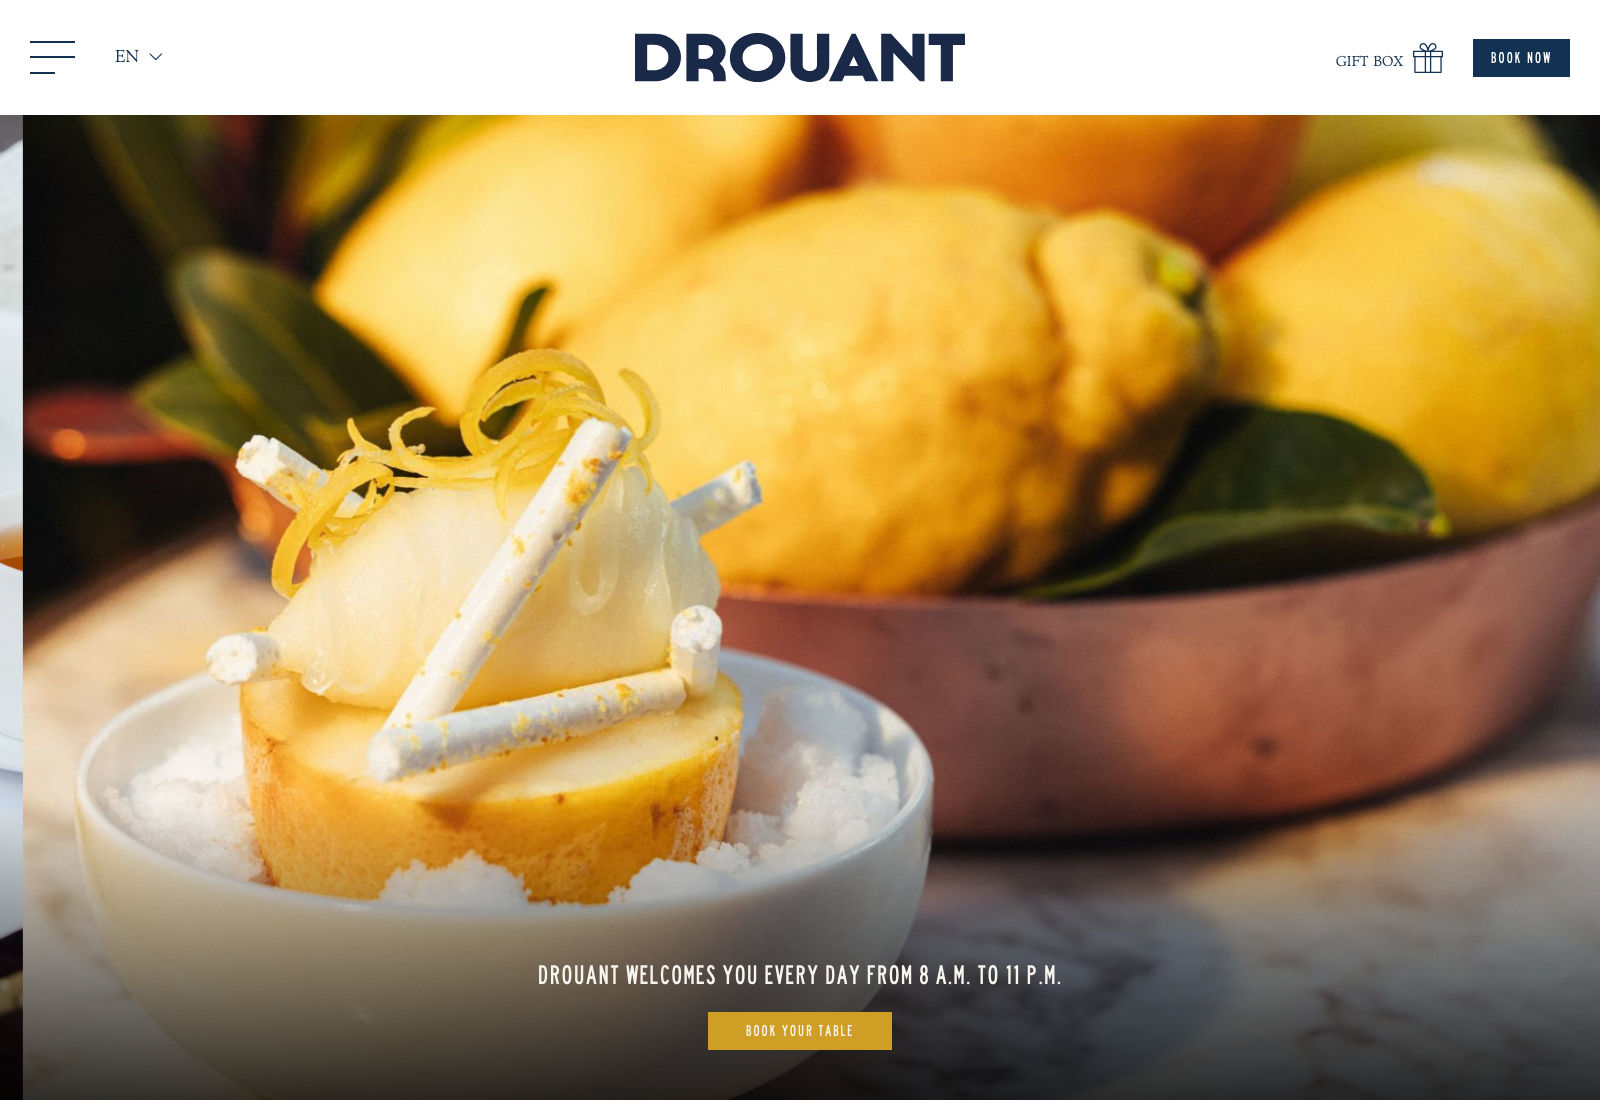 EN
DROUANT
GIFT BOX
BOOK NOW
DROUANT WELCOMES YOU EVERY DAY FROM 8 A.M. TO 11 P.M.
BOOK YOUR TABLE